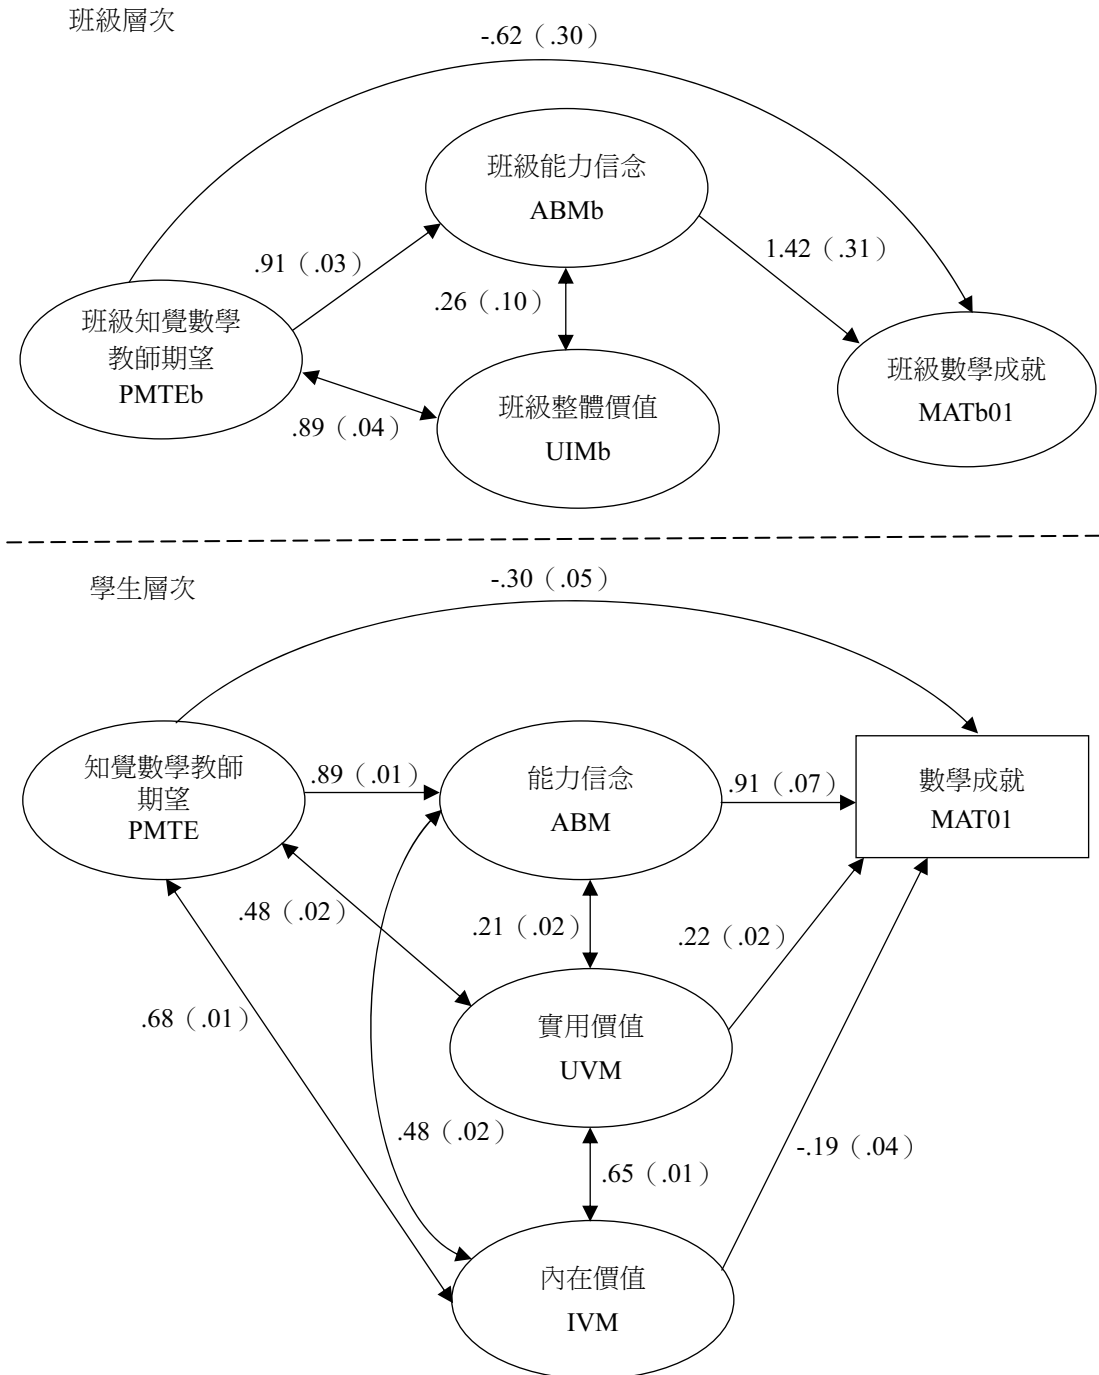 班級層次
-.62（.30）
班級能力信念
ABMb
.91（.03）
1.42（.31）
.26（.10）
班級知覺數學
教師期望
PMTEb
班級數學成就
MATb01
.89（.04）
班級整體價值
UIMb
學生層次
-.30（.05）
知覺數學教師
期望
PMTE
.89（.01）
能力信念
ABM
.91（.07）
數學成就
MAT01
.48（.02）
.21（.02）
.22（.02）
.68（.01）
實用價值
UVM
.48（.02）
.65（.01）
-.19（.04）
內在價值
IVM